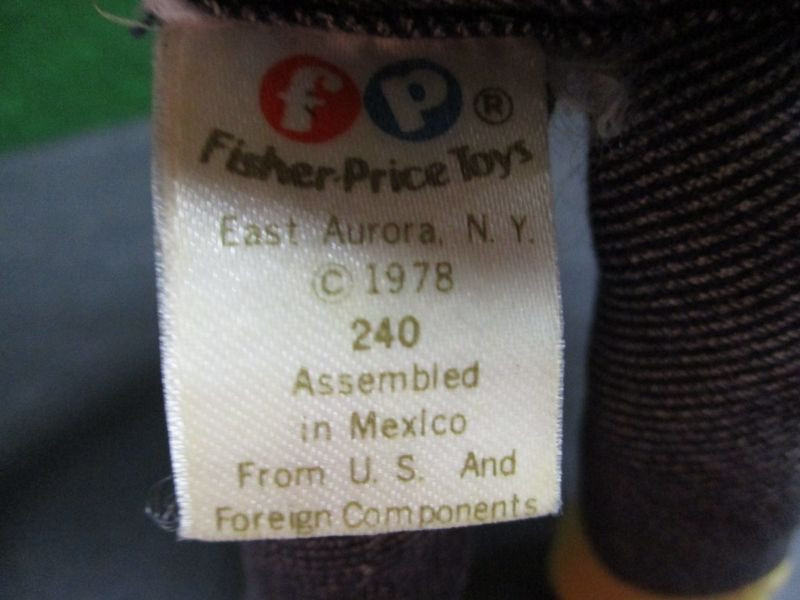 fp®
Fisher-Price Toys
East Aurora, N. Y.
© 1978
240
Assembled
in Mexico
From U. S. And
Foreign Components